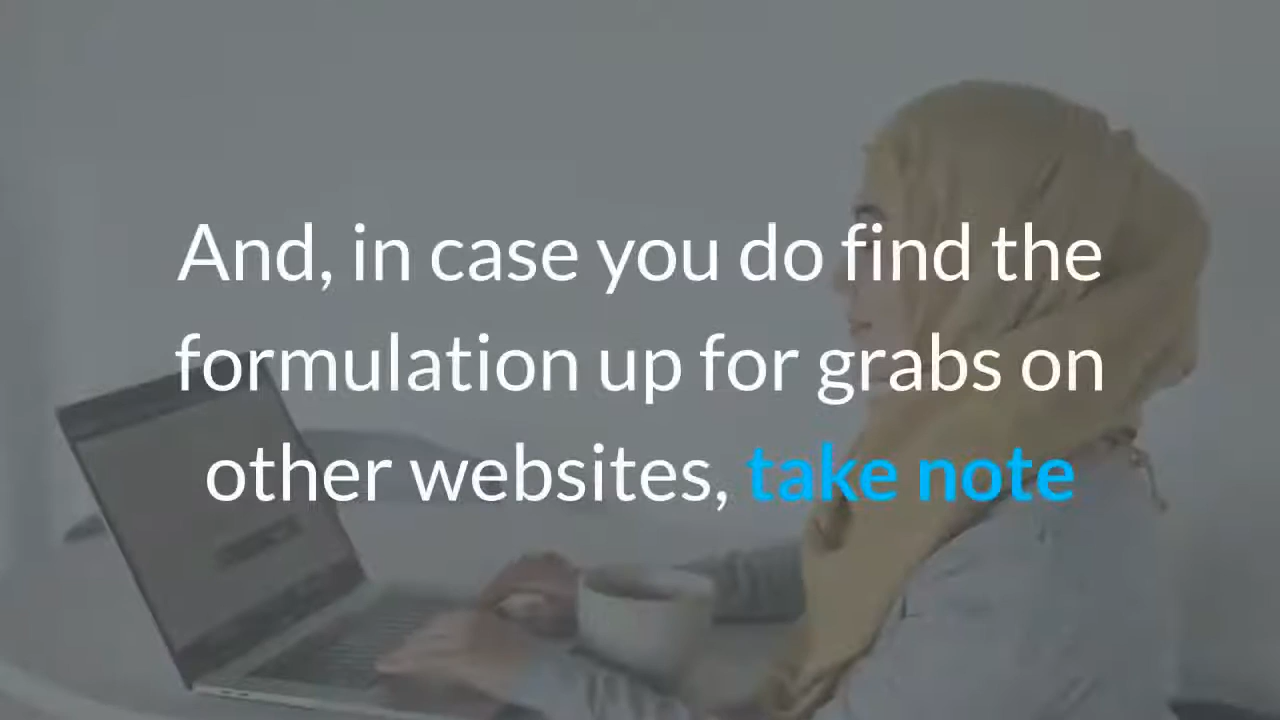 And, in case you do find the
formulation up for grabs on
other websites, take note